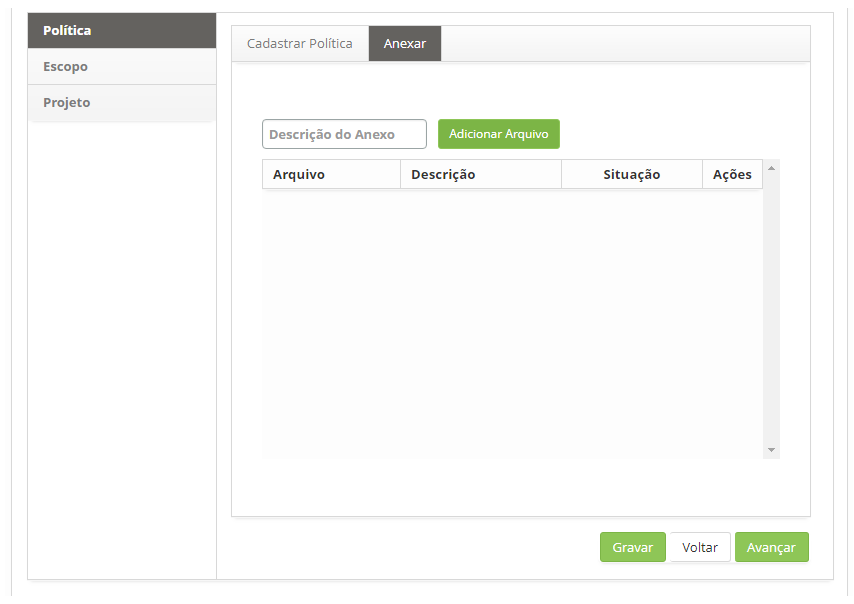 Política
Escopo
Projeto
Cadastrar Política
Anexar
Descrição do Anexo
Adicionar Arquivo
Arquivo
Descrição
Situação
Ações
Gravar
Voltar
Avançar